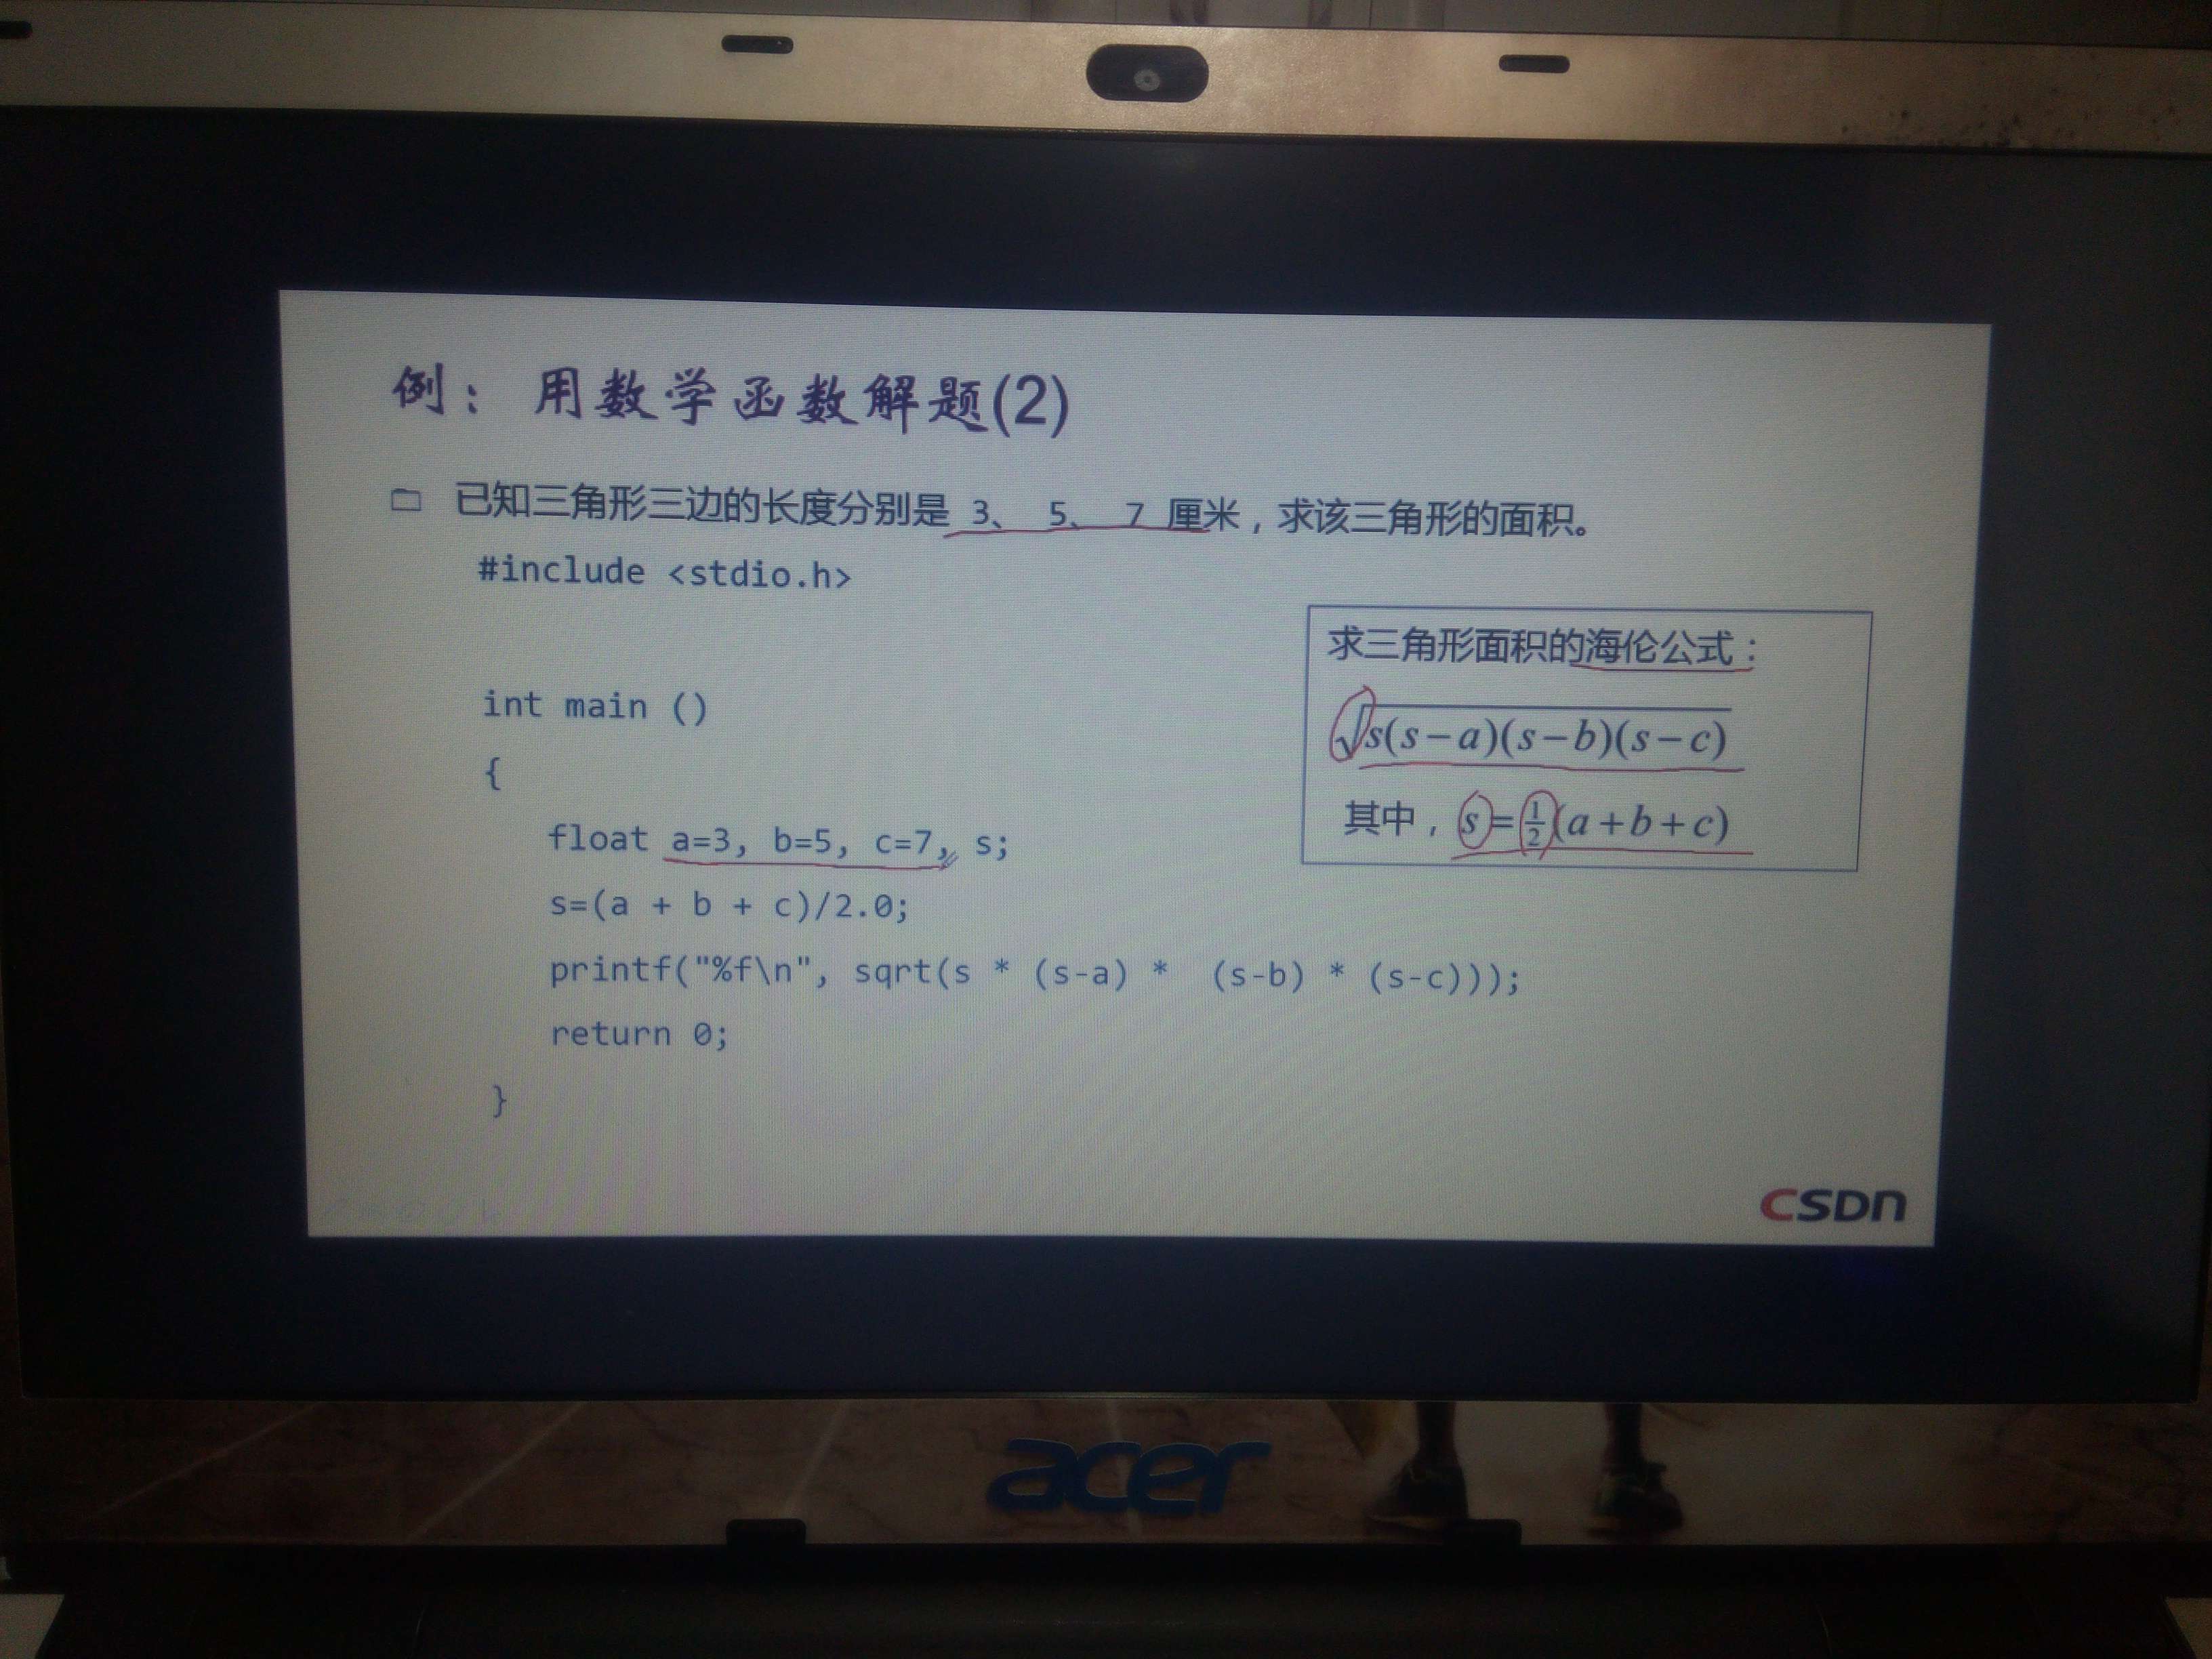 例：用数学函数解题(2)
已知三角形三边的长度分别是 3、 5、 7 厘米，求该三角形的面积。
#include <stdio.h>
int main ()
{
float a=3, b=5, c=7, s;
s=(a + b + c)/2.0;
printf("%f\n", sqrt(s * (s-a) *  (s-b) * (s-c)));
return 0;
}
求三角形面积的海伦公式：
√s(s−a)(s−b)(s−c)
其中，s=½(a+b+c)
CSDN
acer